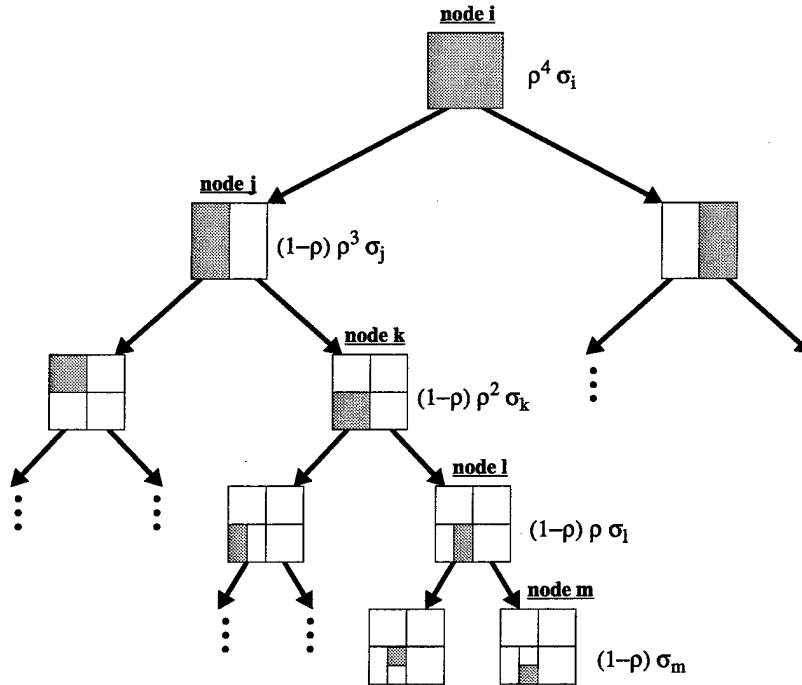 node i
ρ⁴ σᵢ
node j
(1–ρ) ρ³ σⱼ
node k
(1–ρ) ρ² σₖ
node l
(1–ρ) ρ σₗ
node m
(1–ρ) σₘ